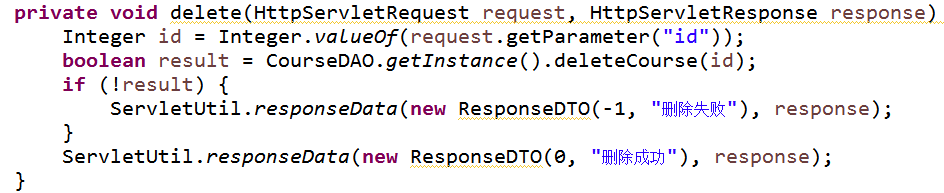 private void delete(HttpServletRequest request, HttpServletResponse response)
Integer id = Integer.valueOf(request.getParameter("id"));
boolean result = CourseDAO.getInstance().deleteCourse(id);
if (!result) {
ServletUtil.responseData(new ResponseDTO(-1, "删除失败"), response);
}
ServletUtil.responseData(new ResponseDTO(0, "删除成功"), response);
}